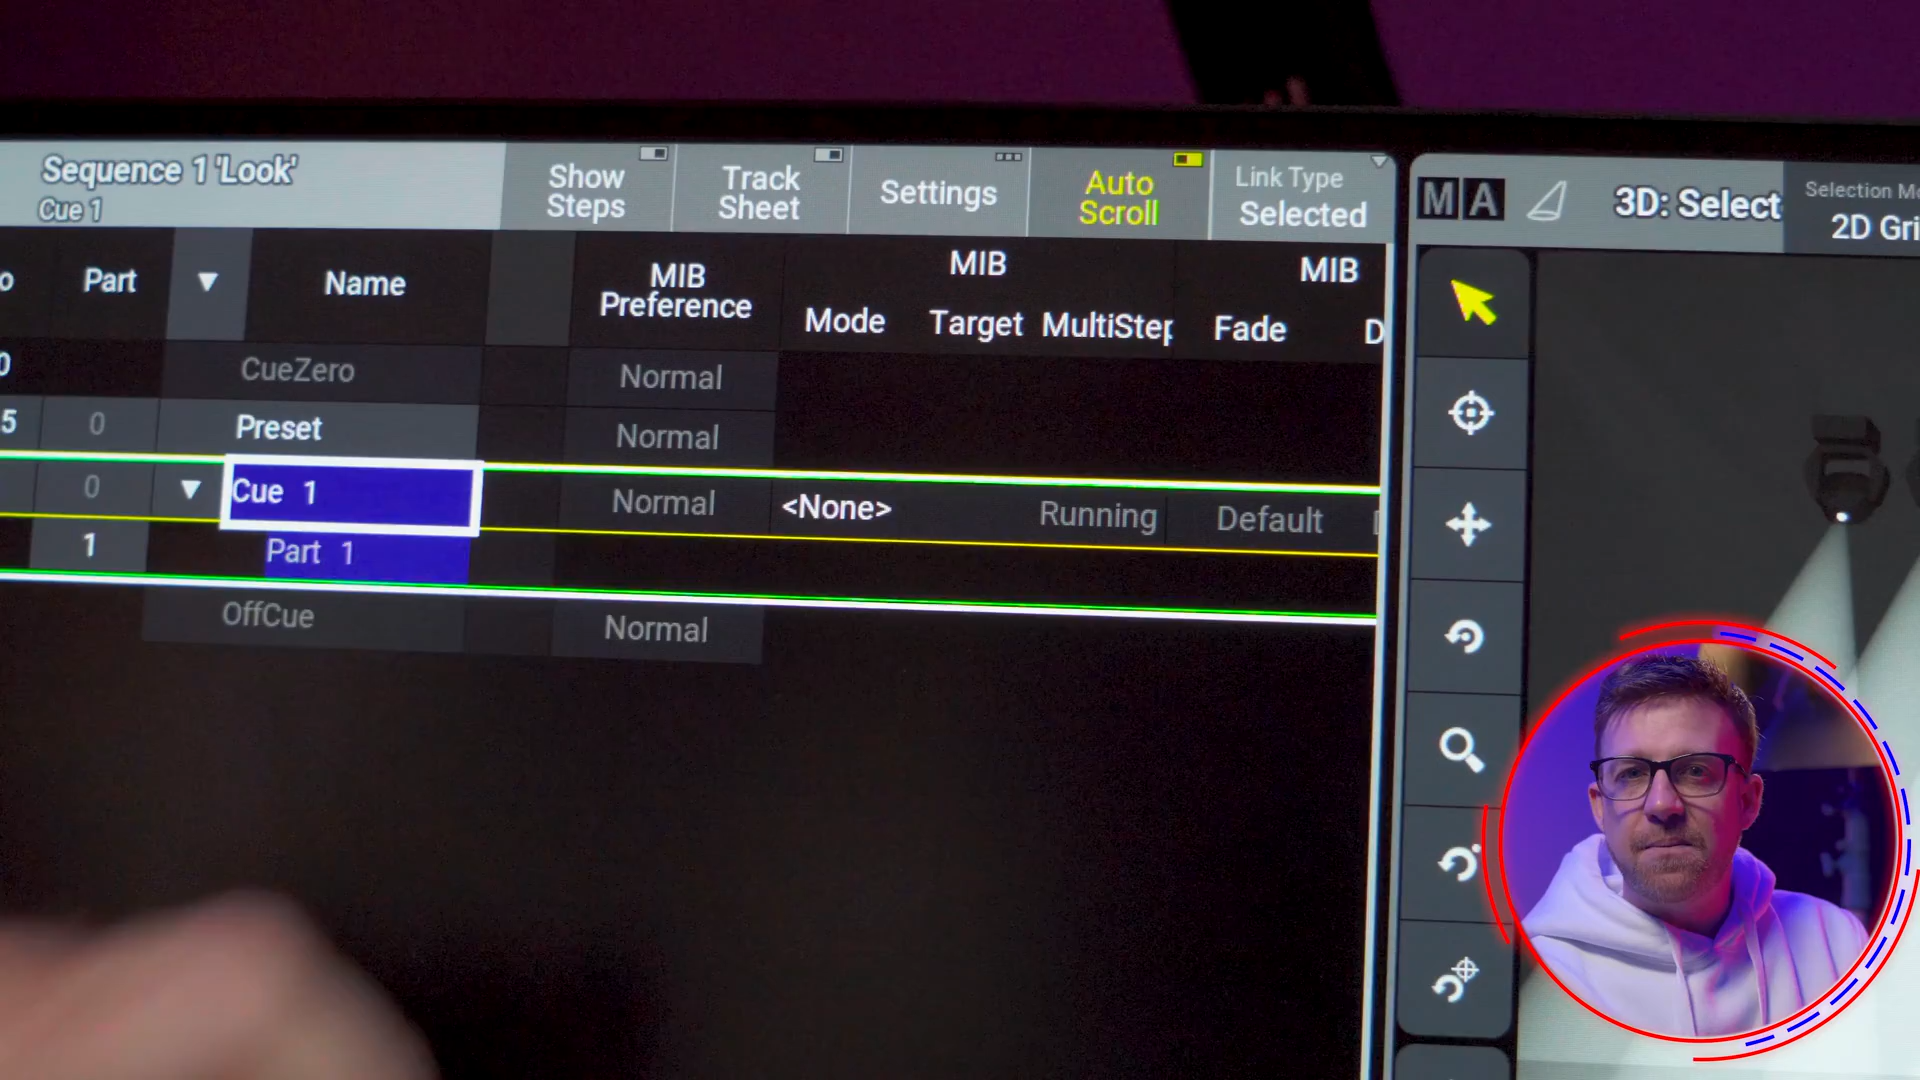 Sequence 1 'Look'
Cue 1
Show Steps
Track Sheet
Settings
Auto Scroll
Link Type
Selected
MA
3D: Select
2D Gri
Part
Name
MIB Preference
MIB
Mode
Target
MultiStep
MIB
Fade
D
0
CueZero
Normal
5
0
Preset
Normal
0
Cue 1
Normal
<None>
Running
Default
1
Part 1
OffCue
Normal